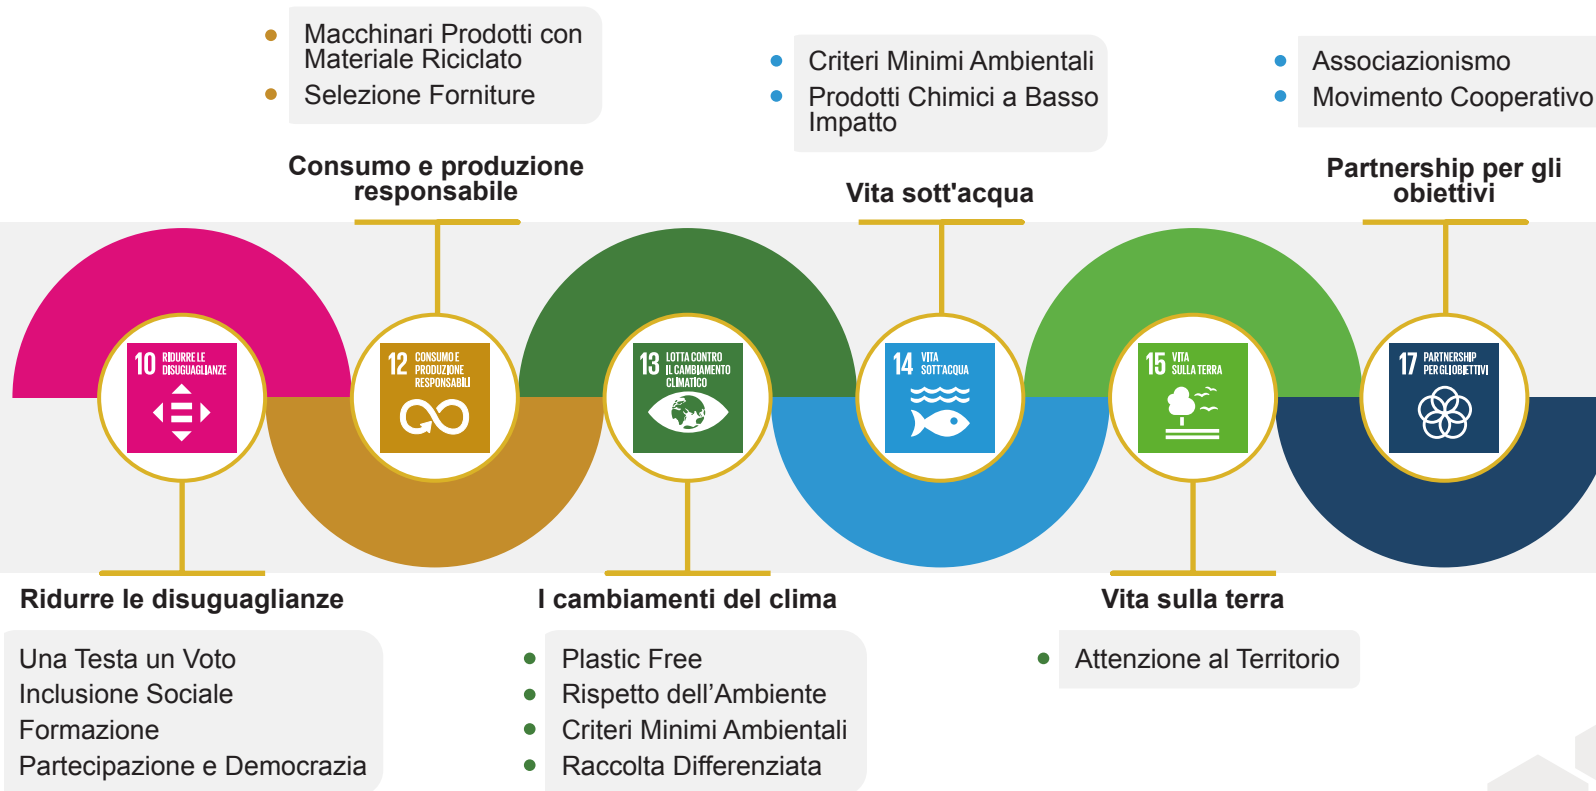 Macchinari Prodotti con
Materiale Riciclato
Selezione Forniture
Criteri Minimi Ambientali
Prodotti Chimici a Basso
Impatto
Associazionismo
Movimento Cooperativo
Consumo e produzione
responsabile
Vita sott'acqua
Partnership per gli
obiettivi
10 RIDURRE LE
DISUGUAGLIANZE
12 CONSUMO E
PRODUZIONE
RESPONSABILI
13 LOTTA CONTRO
IL CAMBIAMENTO
CLIMATICO
14 VITA
SOTT'ACQUA
15 VITA
SULLA TERRA
17 PARTNERSHIP
PER GLI OBIETTIVI
Ridurre le disuguaglianze
I cambiamenti del clima
Vita sulla terra
Una Testa un Voto
Inclusione Sociale
Formazione
Partecipazione e Democrazia
Plastic Free
Rispetto dell’Ambiente
Criteri Minimi Ambientali
Raccolta Differenziata
Attenzione al Territorio